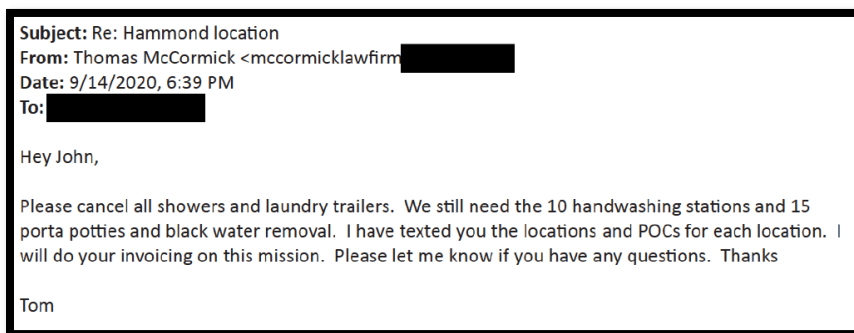 Subject: Re: Hammond location
From: Thomas McCormick <mccormicklawfirm
Date: 9/14/2020, 6:39 PM
To:
Hey John,
Please cancel all showers and laundry trailers.  We still need the 10 handwashing stations and 15
porta potties and black water removal.  I have texted you the locations and POCs for each location.  I
will do your invoicing on this mission.  Please let me know if you have any questions.  Thanks
Tom